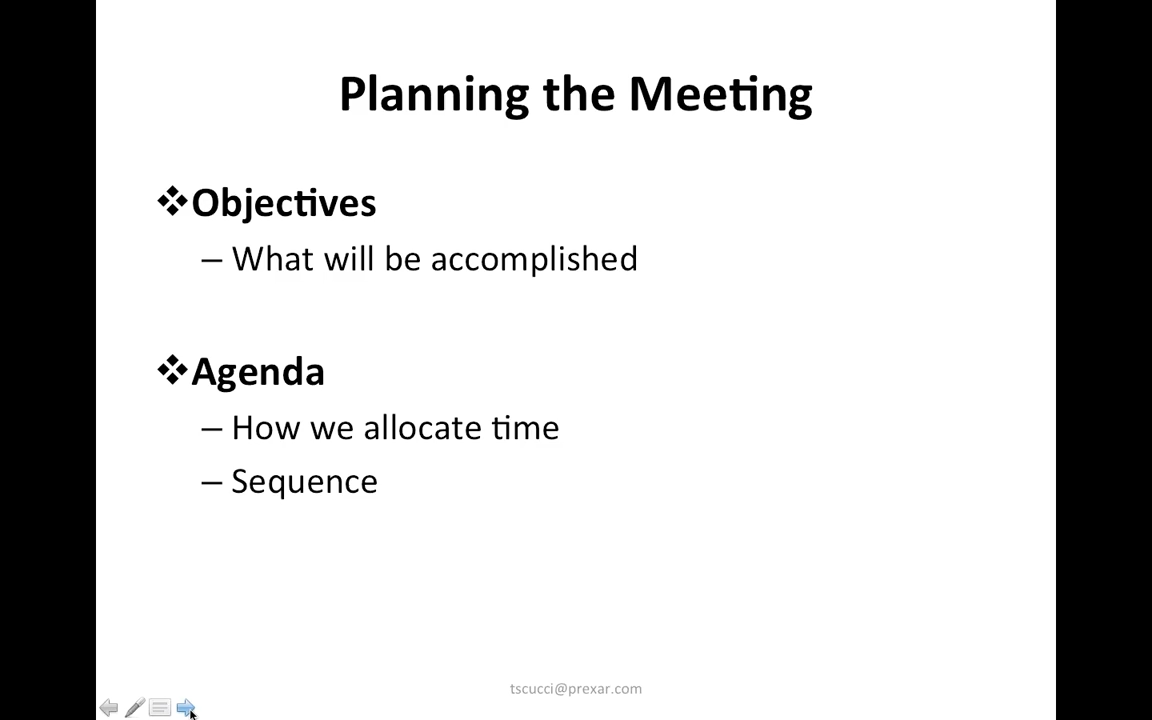 Planning the Meeting
❖Objectives
– What will be accomplished
❖Agenda
– How we allocate time
– Sequence
tscucci@prexar.com